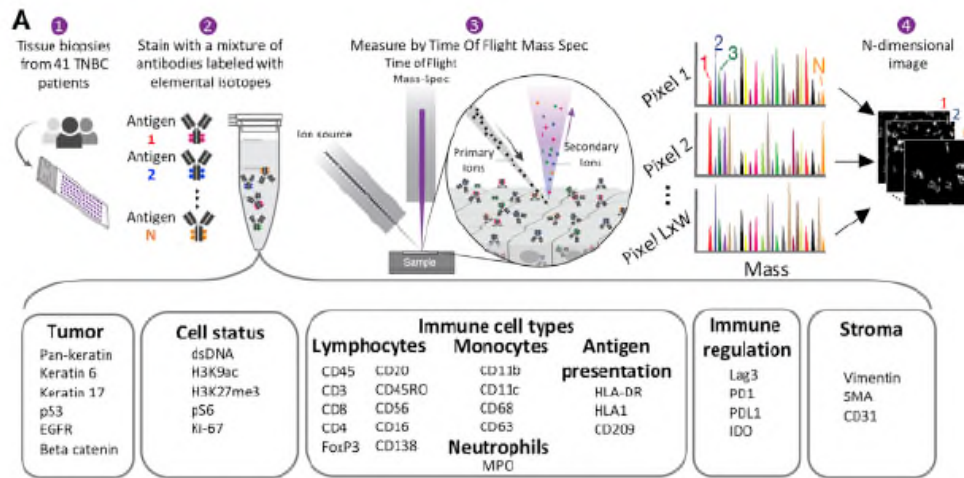 A
1
2
3
4
Tissue biopsies
from 41 TNBC
patients
Stain with a mixture of
antibodies labeled with
elemental isotopes
Antigen
1
Antigen
2
Antigen
N
Measure by Time Of Flight Mass Spec
Time of Flight
Mass-Spec
Ion source
Primary
Ions
Secondary
Ions
Sample
Pixel 1
1
2
3
N
Pixel 2
Pixel LxW
Mass
N-dimensional
image
1
2
Tumor
Pan-keratin
Keratin 6
Keratin 17
p53
EGFR
Beta catenin
Cell status
dsDNA
H3K9ac
H3K27me3
pS6
Ki-67
Immune cell types
Lymphocytes
CD45 CD20
CD3 CD45RO
CD8 CD56
CD4 CD16
FoxP3 CD138
Monocytes
CD11b
CD11c
CD68
CD63
Neutrophils
MPO
Antigen
presentation
HLA-DR
HLA1
CD209
Immune
regulation
Lag3
PD1
PDL1
IDO
Stroma
Vimentin
SMA
CD31